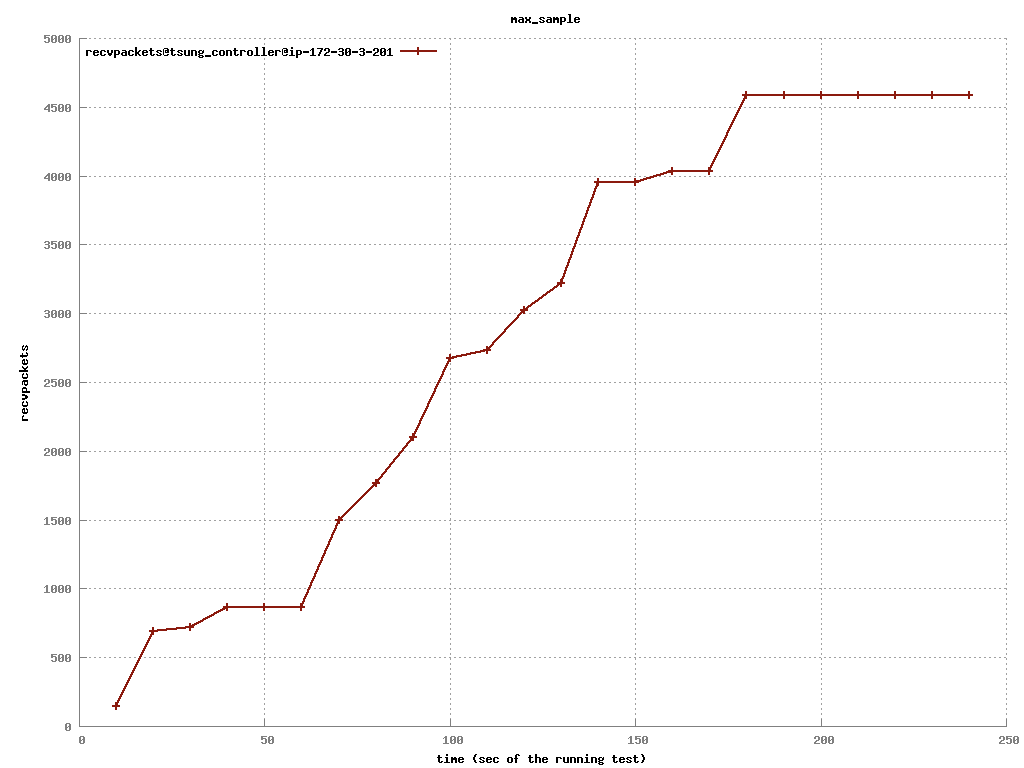 max_sample
recvpackets@tsung_controller@ip-172-30-3-201
5000
4500
4000
3500
3000
2500
2000
1500
1000
500
0
recvpackets
0 50 100 150 200 250
time (sec of the running test)